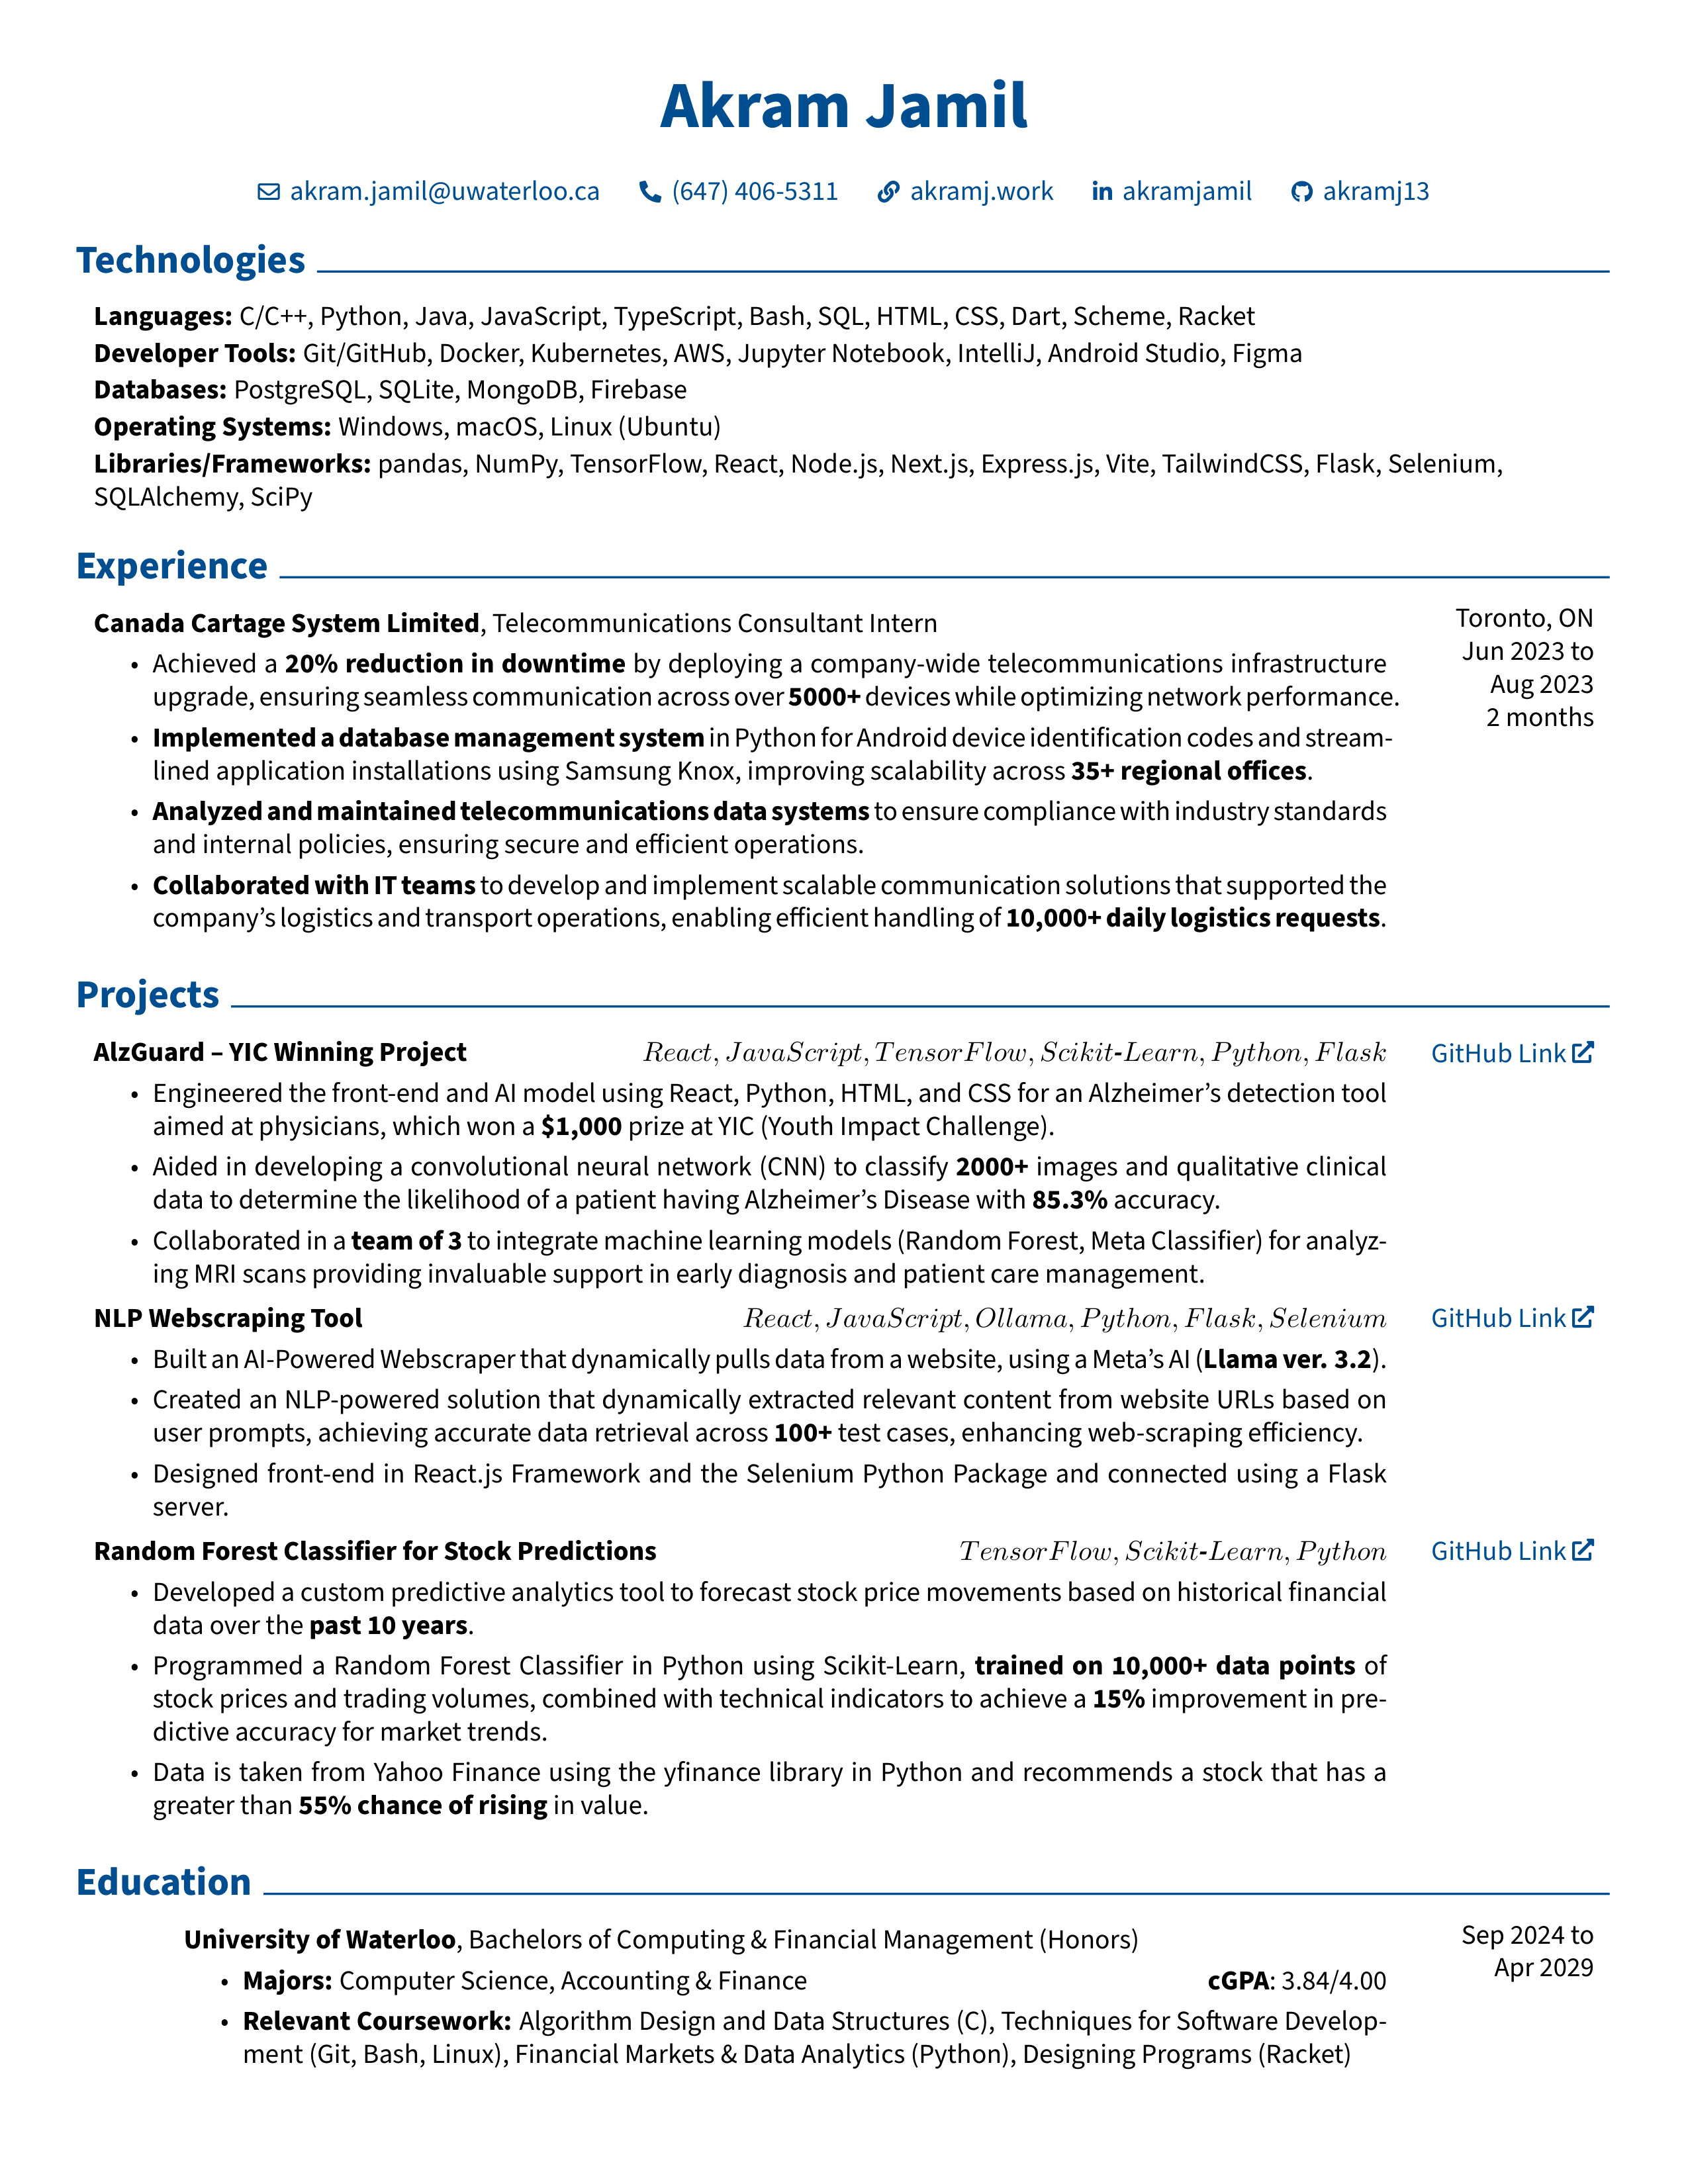 Akram Jamil
akram.jamil@uwaterloo.ca (647) 406-5311 akramj.work akramjamil akramj13
Technologies
Languages: C/C++, Python, Java, JavaScript, TypeScript, Bash, SQL, HTML, CSS, Dart, Scheme, Racket
Developer Tools: Git/GitHub, Docker, Kubernetes, AWS, Jupyter Notebook, IntelliJ, Android Studio, Figma
Databases: PostgreSQL, SQLite, MongoDB, Firebase
Operating Systems: Windows, macOS, Linux (Ubuntu)
Libraries/Frameworks: pandas, NumPy, TensorFlow, React, Node.js, Next.js, Express.js, Vite, TailwindCSS, Flask, Selenium,
SQLAlchemy, SciPy
Experience
Canada Cartage System Limited, Telecommunications Consultant Intern
Toronto, ON
Jun 2023 to
Aug 2023
2 months
• Achieved a 20% reduction in downtime by deploying a company-wide telecommunications infrastructure
upgrade, ensuring seamless communication across over 5000+ devices while optimizing network performance.
• Implemented a database management system in Python for Android device identification codes and stream-
lined application installations using Samsung Knox, improving scalability across 35+ regional offices.
• Analyzed and maintained telecommunications data systems to ensure compliance with industry standards
and internal policies, ensuring secure and efficient operations.
• Collaborated with IT teams to develop and implement scalable communication solutions that supported the
company’s logistics and transport operations, enabling efficient handling of 10,000+ daily logistics requests.
Projects
AlzGuard – YIC Winning Project React, JavaScript, TensorFlow, Scikit-Learn, Python, Flask GitHub Link
• Engineered the front-end and AI model using React, Python, HTML, and CSS for an Alzheimer’s detection tool
aimed at physicians, which won a $1,000 prize at YIC (Youth Impact Challenge).
• Aided in developing a convolutional neural network (CNN) to classify 2000+ images and qualitative clinical
data to determine the likelihood of a patient having Alzheimer’s Disease with 85.3% accuracy.
• Collaborated in a team of 3 to integrate machine learning models (Random Forest, Meta Classifier) for analyz-
ing MRI scans providing invaluable support in early diagnosis and patient care management.
NLP Webscraping Tool React, JavaScript, Ollama, Python, Flask, Selenium GitHub Link
• Built an AI-Powered Webscraper that dynamically pulls data from a website, using a Meta’s AI (Llama ver. 3.2).
• Created an NLP-powered solution that dynamically extracted relevant content from website URLs based on
user prompts, achieving accurate data retrieval across 100+ test cases, enhancing web-scraping efficiency.
• Designed front-end in React.js Framework and the Selenium Python Package and connected using a Flask
server.
Random Forest Classifier for Stock Predictions TensorFlow, Scikit-Learn, Python GitHub Link
• Developed a custom predictive analytics tool to forecast stock price movements based on historical financial
data over the past 10 years.
• Programmed a Random Forest Classifier in Python using Scikit-Learn, trained on 10,000+ data points of
stock prices and trading volumes, combined with technical indicators to achieve a 15% improvement in pre-
dictive accuracy for market trends.
• Data is taken from Yahoo Finance using the yfinance library in Python and recommends a stock that has a
greater than 55% chance of rising in value.
Education
University of Waterloo, Bachelors of Computing & Financial Management (Honors)
Sep 2024 to
Apr 2029
• Majors: Computer Science, Accounting & Finance cGPA: 3.84/4.00
• Relevant Coursework: Algorithm Design and Data Structures (C), Techniques for Software Develop-
ment (Git, Bash, Linux), Financial Markets & Data Analytics (Python), Designing Programs (Racket)